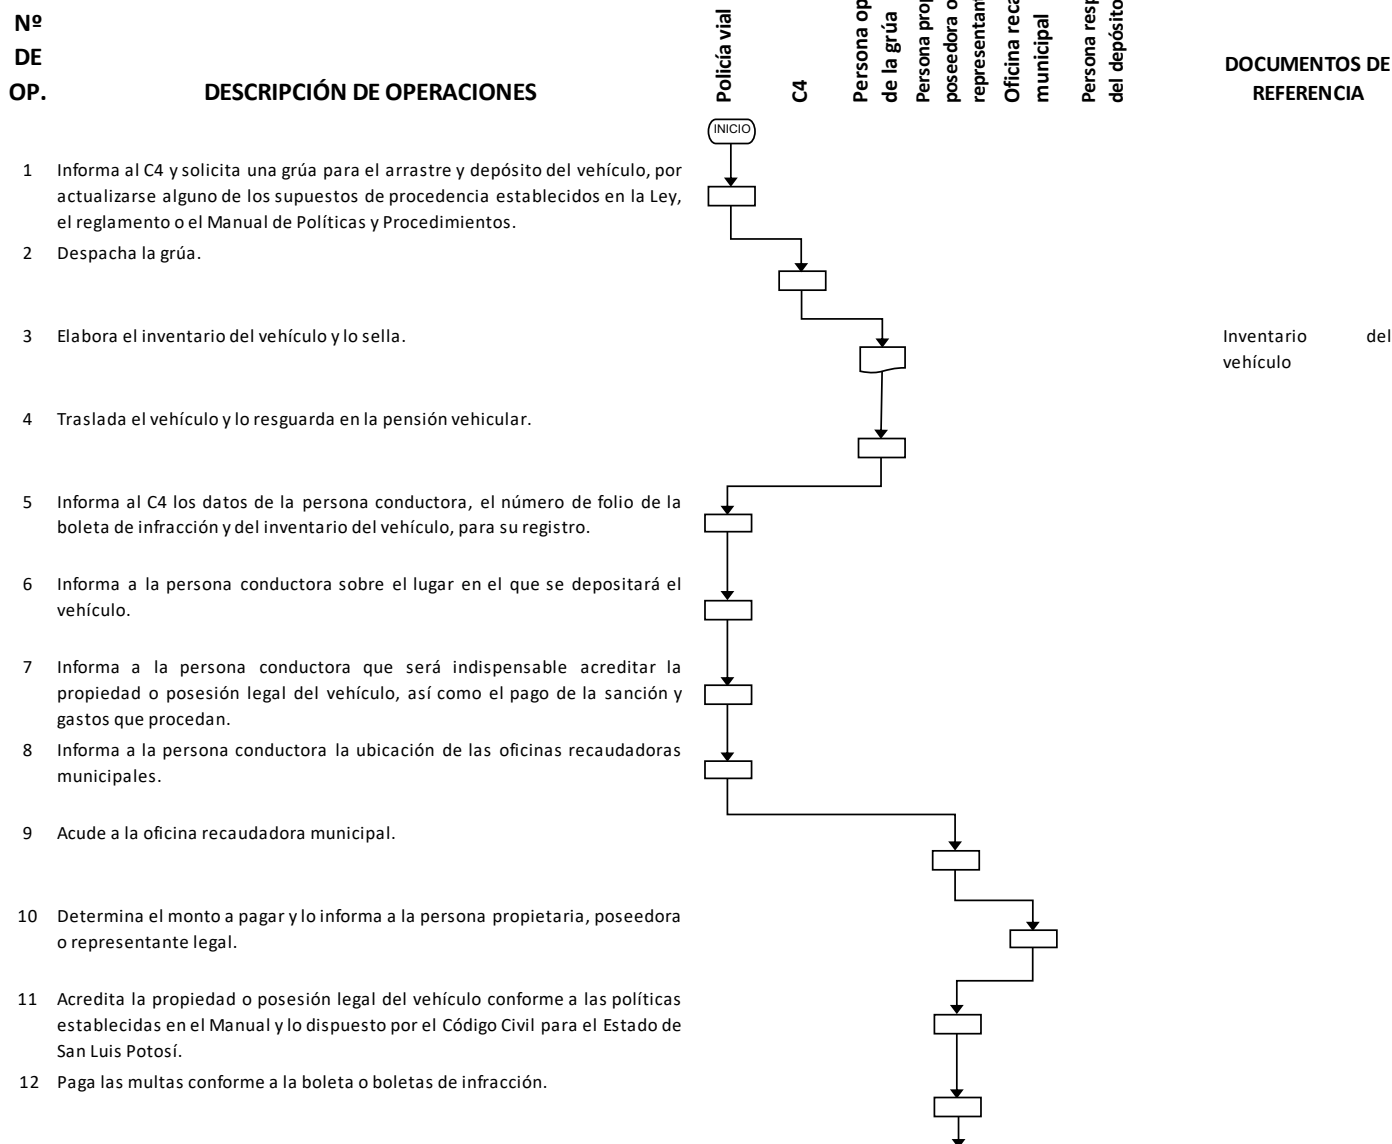 Nº
DE
OP.
DESCRIPCIÓN DE OPERACIONES
Policía vial
C4
Persona op
de la grúa
Persona prop
poseedora o
representant
Oficina reca
municipal
Persona resp
del depósito
DOCUMENTOS DE
REFERENCIA
INICIO
1 Informa al C4 y solicita una grúa para el arrastre y depósito del vehículo, por
actualizarse alguno de los supuestos de procedencia establecidos en la Ley,
el reglamento o el Manual de Políticas y Procedimientos.
2 Despacha la grúa.
3 Elabora el inventario del vehículo y lo sella.
Inventario del
vehículo
4 Traslada el vehículo y lo resguarda en la pensión vehicular.
5 Informa al C4 los datos de la persona conductora, el número de folio de la
boleta de infracción y del inventario del vehículo, para su registro.
6 Informa a la persona conductora sobre el lugar en el que se depositará el
vehículo.
7 Informa a la persona conductora que será indispensable acreditar la
propiedad o posesión legal del vehículo, así como el pago de la sanción y
gastos que procedan.
8 Informa a la persona conductora la ubicación de las oficinas recaudadoras
municipales.
9 Acude a la oficina recaudadora municipal.
10 Determina el monto a pagar y lo informa a la persona propietaria, poseedora
o representante legal.
11 Acredita la propiedad o posesión legal del vehículo conforme a las políticas
establecidas en el Manual y lo dispuesto por el Código Civil para el Estado de
San Luis Potosí.
12 Paga las multas conforme a la boleta o boletas de infracción.